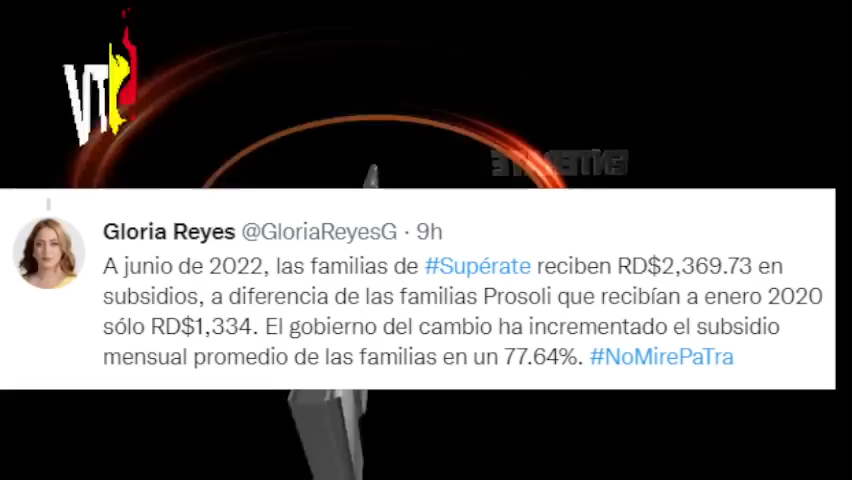 VTV
ENTÉRATE
Gloria Reyes @GloriaReyesG · 9h
A junio de 2022, las familias de #Supérate reciben RD$2,369.73 en
subsidios, a diferencia de las familias Prosoli que recibían a enero 2020
sólo RD$1,334. El gobierno del cambio ha incrementado el subsidio
mensual promedio de las familias en un 77.64%. #NoMirePaTra